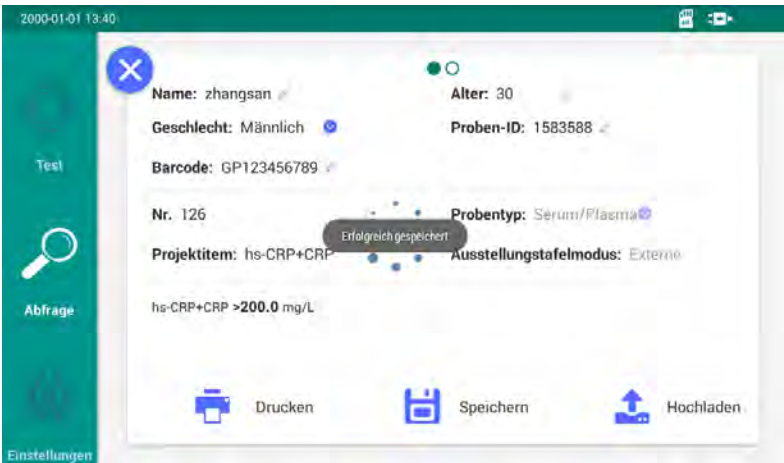 2000-01-01 13:40
Name: zhangsan
Alter: 30
Geschlecht: Männlich
Proben-ID: 1583588
Test
Barcode: GP123456789
Nr. 126
Probentyp: Serum/Plasma
Erfolgreich gespeichert
Projektitem: hs-CRP+CRP
Ausstellungstafelmodus: Externe
Abfrage
hs-CRP+CRP >200.0 mg/L
Drucken
Speichern
Hochladen
Einstellungen